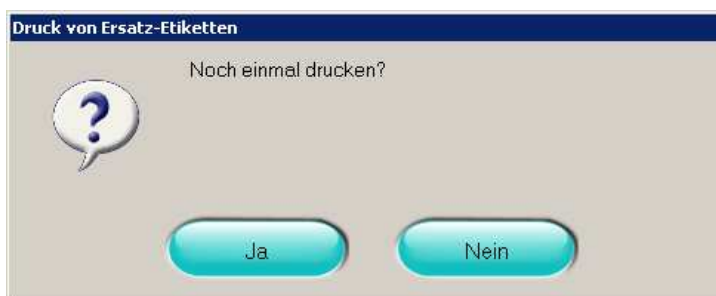 Druck von Ersatz-Etiketten
Noch einmal drucken?
Ja
Nein